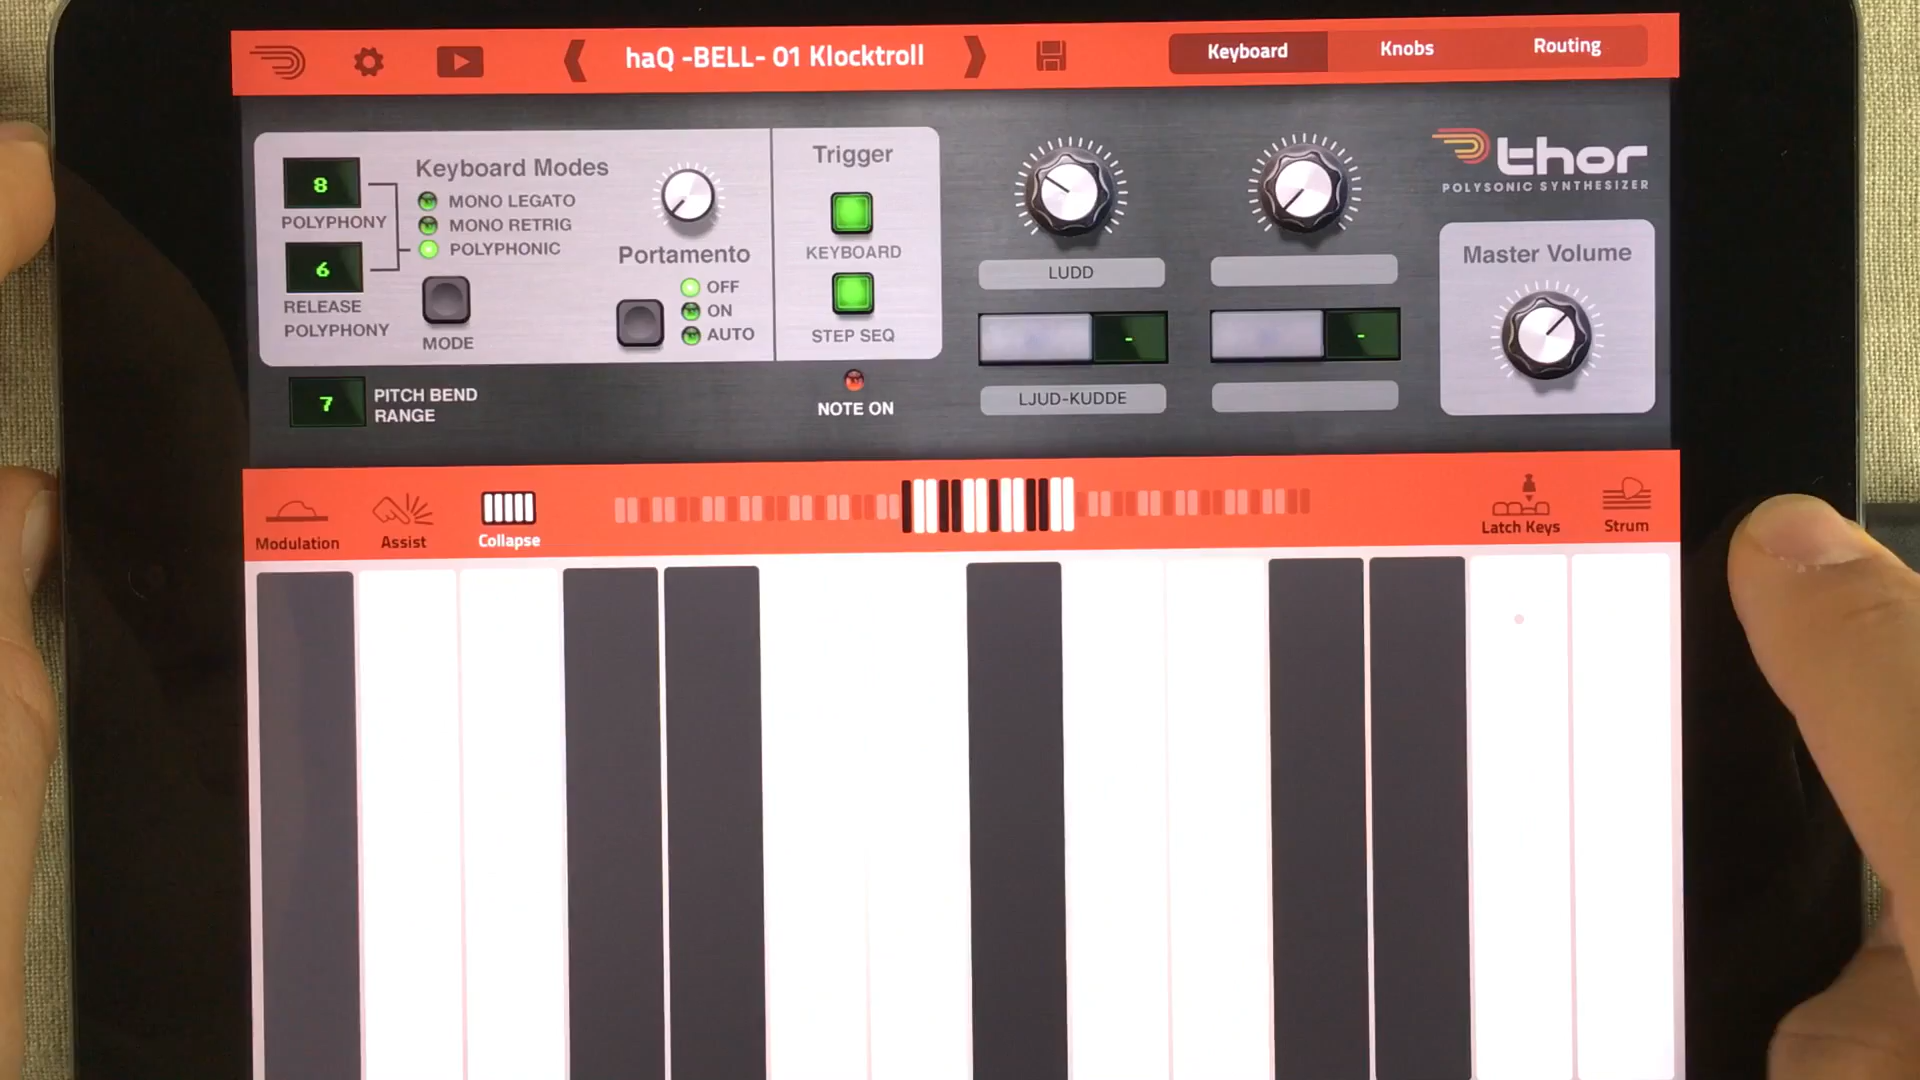 haQ -BELL- 01 Klocktroll
Keyboard
Knobs
Routing
8
POLYPHONY
6
RELEASE
POLYPHONY
Keyboard Modes
MONO LEGATO
MONO RETRIG
POLYPHONIC
MODE
Portamento
OFF
ON
AUTO
Trigger
KEYBOARD
STEP SEQ
NOTE ON
7
PITCH BEND
RANGE
LUDD
-
LJUD-KUDDE
-
thor
POLYSONIC SYNTHESIZER
Master Volume
Modulation
Assist
Collapse
Latch Keys
Strum